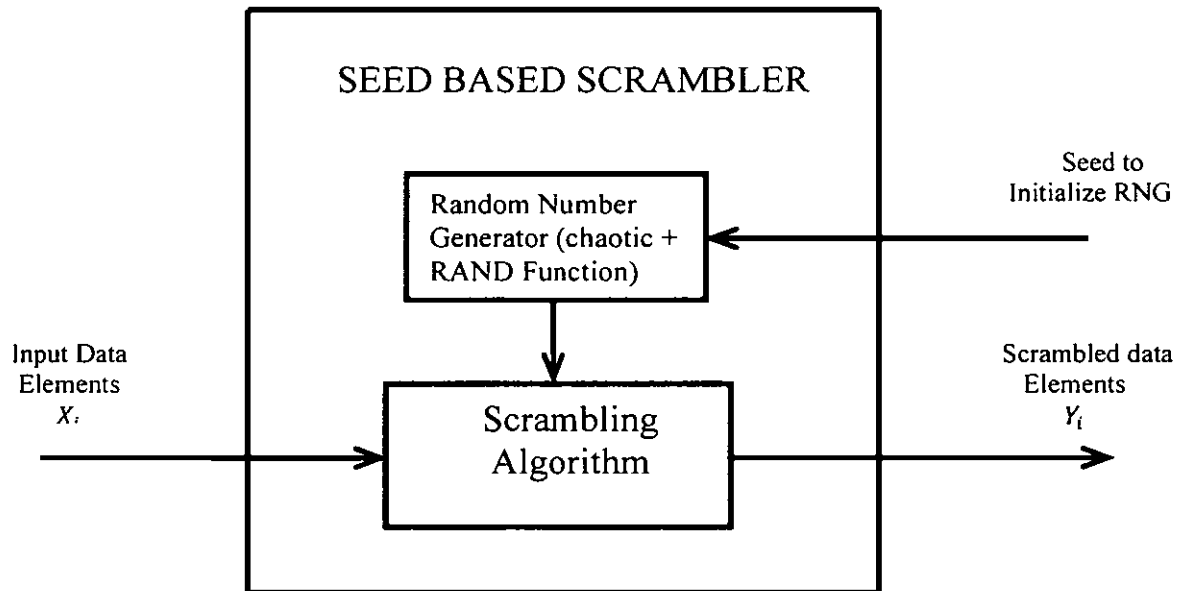 SEED BASED SCRAMBLER
Seed to
Initialize RNG
Random Number
Generator (chaotic +
RAND Function)
Input Data
Elements
Xᵢ
Scrambling
Algorithm
Scrambled data
Elements
Yᵢ